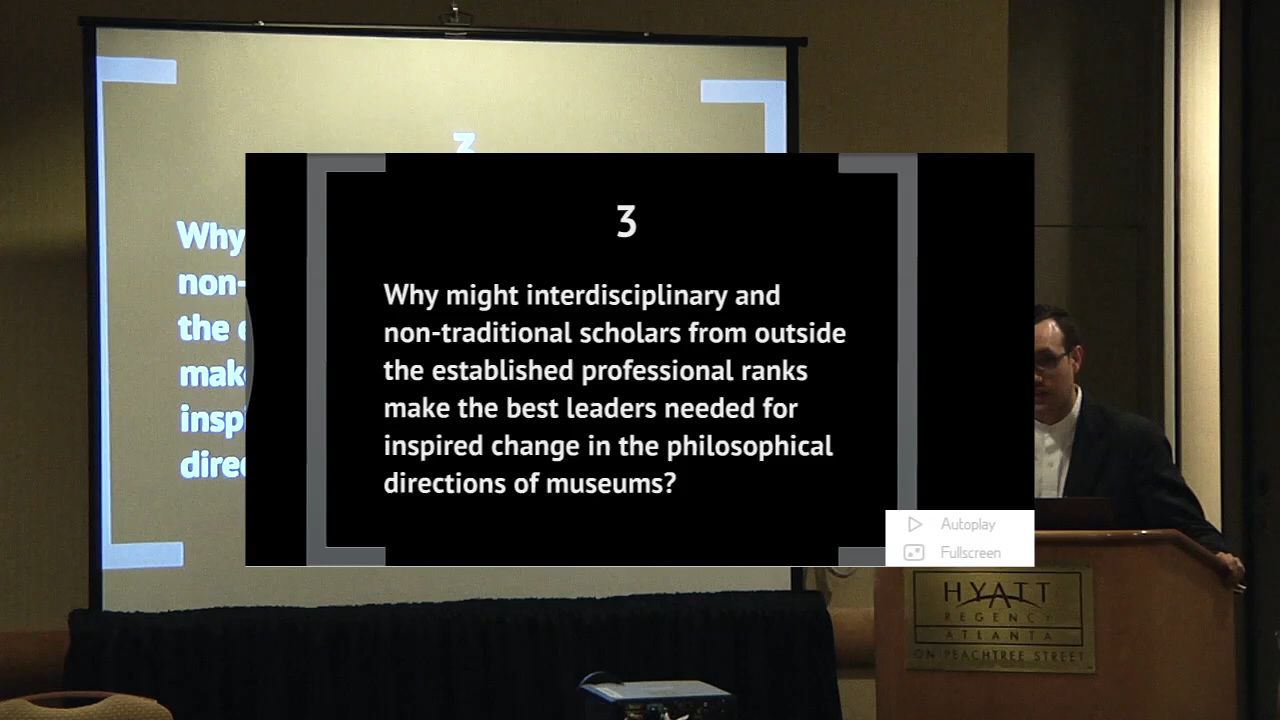 3
3
Why might interdisciplinary and
non-traditional scholars from outside
the established professional ranks
make the best leaders needed for
inspired change in the philosophical
directions of museums?
Why
non-
the e
mak
insp
dire
Autoplay
Fullscreen
HYATT
REGENCY
ATLANTA
ON PEACHTREE STREET